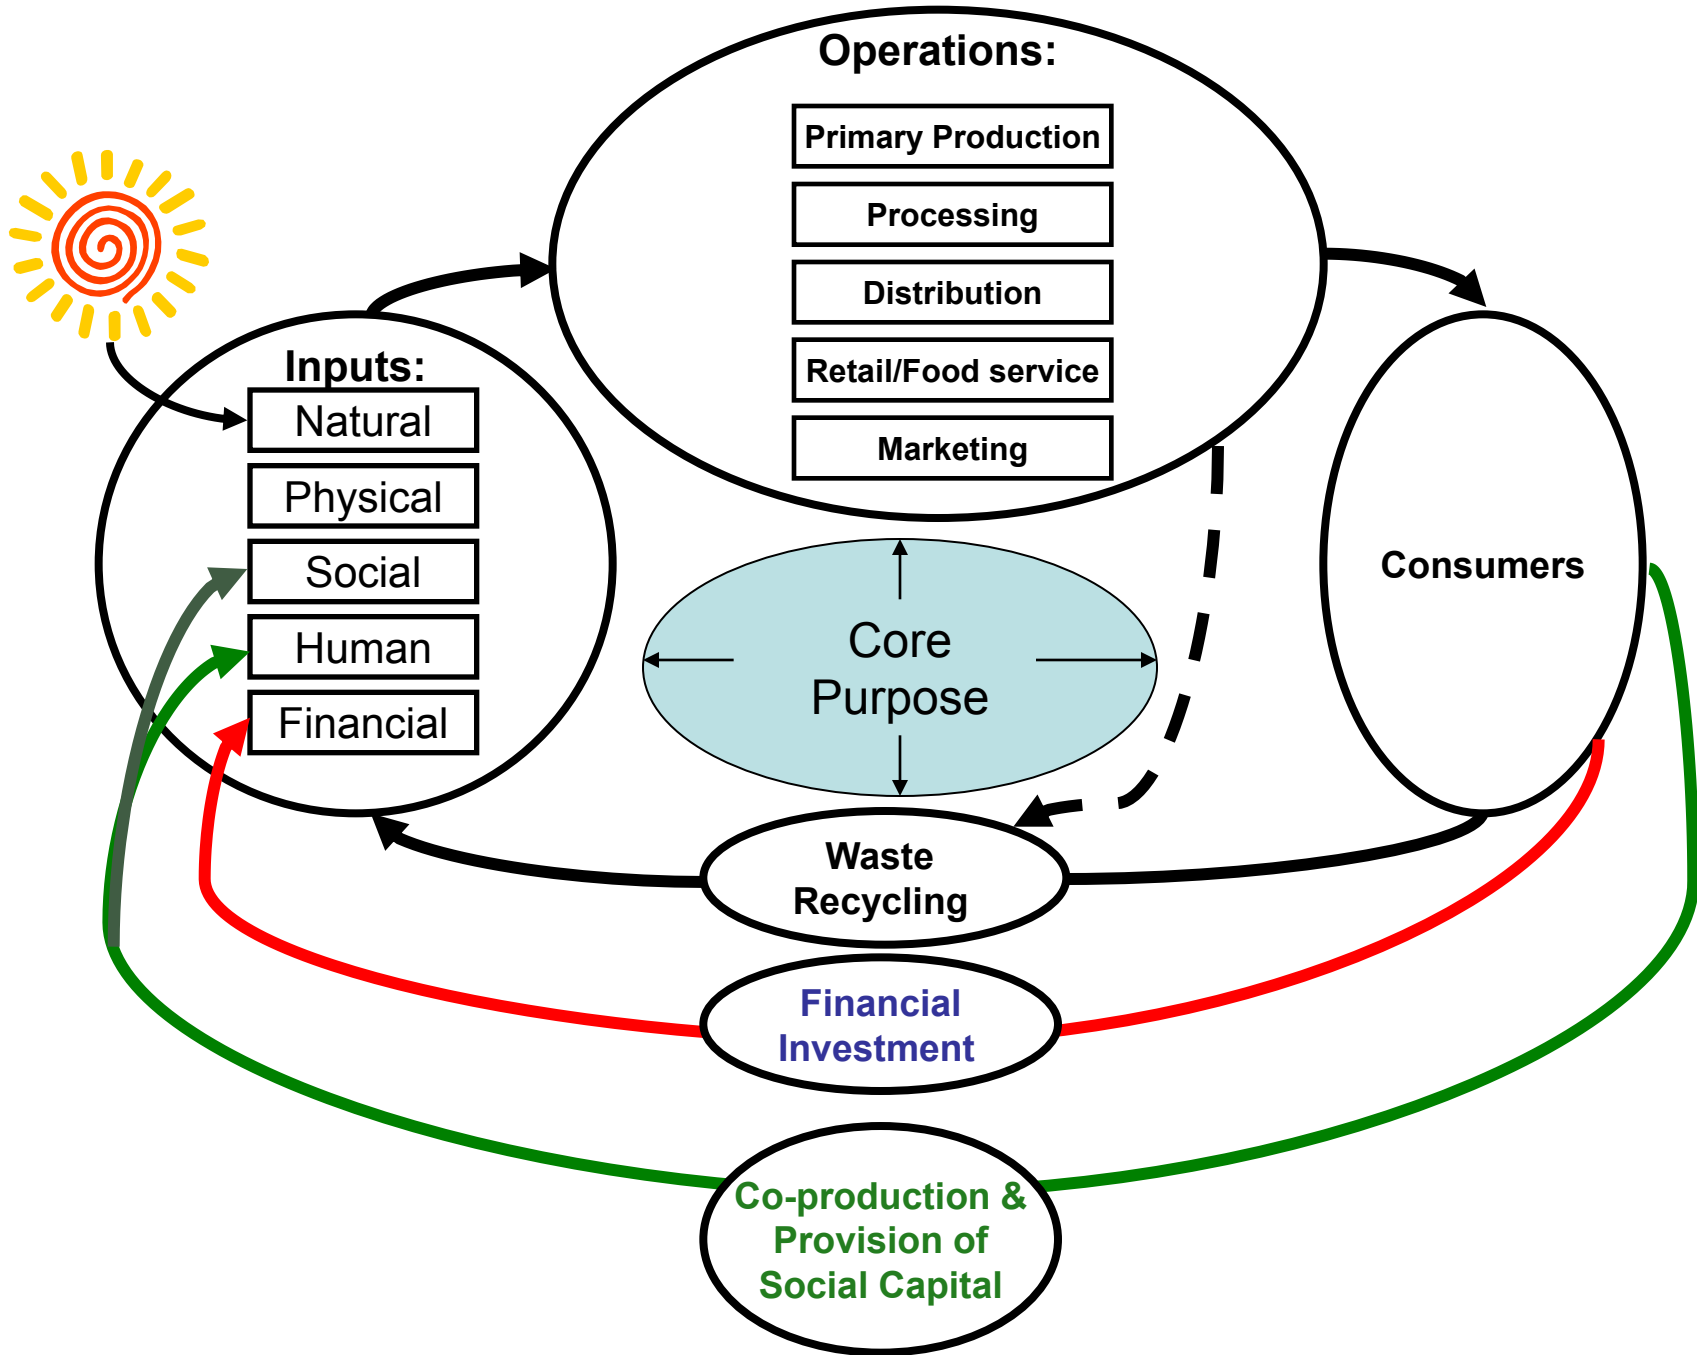 Operations:
Primary Production
Processing
Distribution
Retail/Food service
Marketing
Inputs:
Natural
Physical
Social
Human
Financial
Consumers
Core
Purpose
Waste
Recycling
Financial
Investment
Co-production &
Provision of
Social Capital